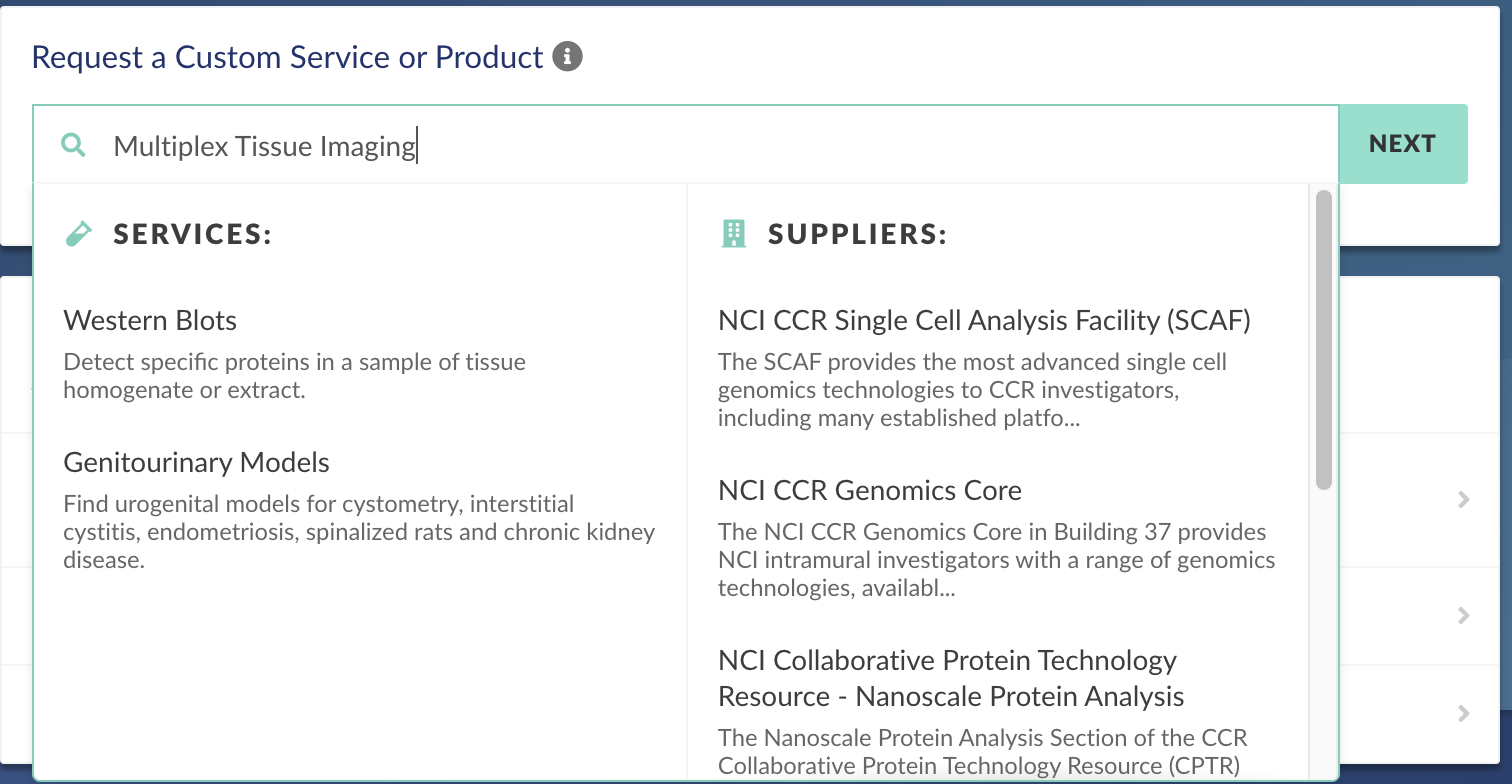 Request a Custom Service or Product
Multiplex Tissue Imaging
NEXT
SERVICES:
Western Blots
Detect specific proteins in a sample of tissue
homogenate or extract.
Genitourinary Models
Find urogenital models for cystometry, interstitial
cystitis, endometriosis, spinalized rats and chronic kidney
disease.
SUPPLIERS:
NCI CCR Single Cell Analysis Facility (SCAF)
The SCAF provides the most advanced single cell
genomics technologies to CCR investigators,
including many established platfo...
NCI CCR Genomics Core
The NCI CCR Genomics Core in Building 37 provides
NCI intramural investigators with a range of genomics
technologies, availabl...
NCI Collaborative Protein Technology
Resource - Nanoscale Protein Analysis
The Nanoscale Protein Analysis Section of the CCR
Collaborative Protein Technology Resource (CPTR)